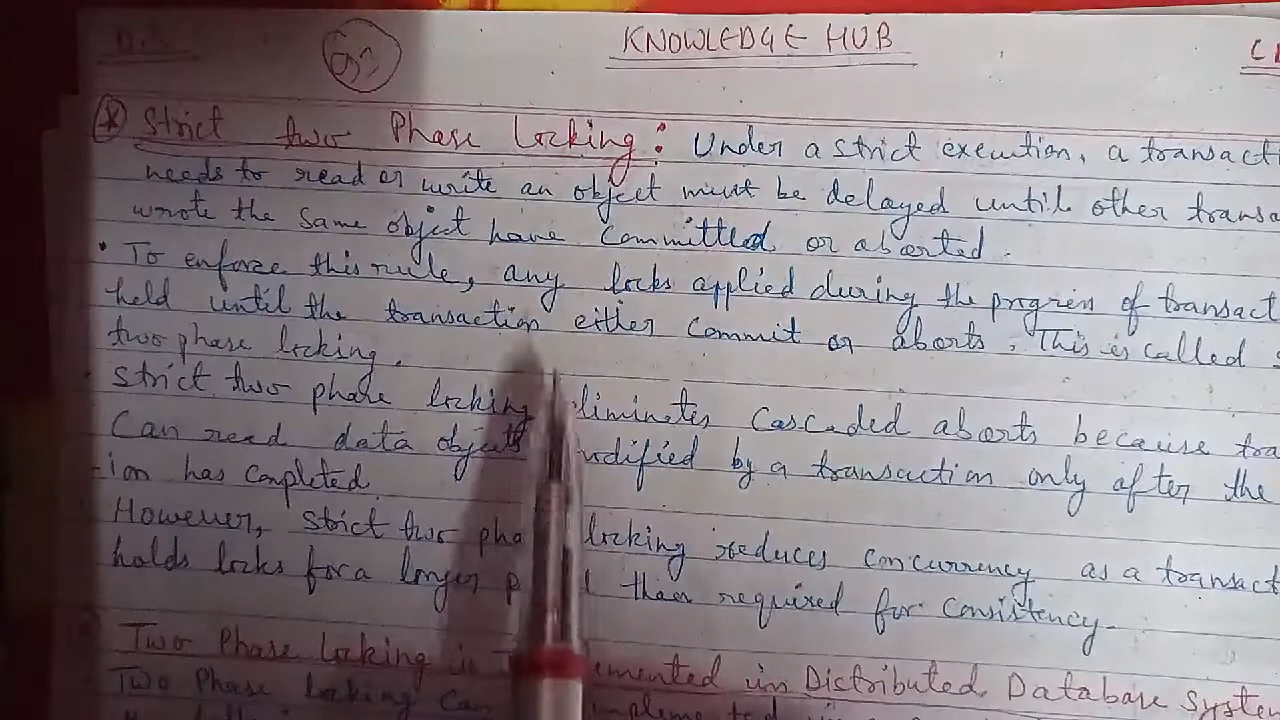 KNOWLEDGE HUB
Strict two Phase locking : Under a strict execution, a transacti
needs to read or write an object must be delayed until other transa
wrote the same object have committed or aborted.
• To enforce this rule, any locks applied during the progress of transact
held until the transaction either commit or aborts. This is called s
two phase locking.
strict two phase locking eliminates Cascaded aborts because tra
Can read data objects modified by a transaction only after the
-ion has completed
However, strict two pha locking reduces concurrency as a transact
holds locks for a longer p than required for consistency.
Two Phase locking in emented in Distributed Database System
Two Phase locking Ca